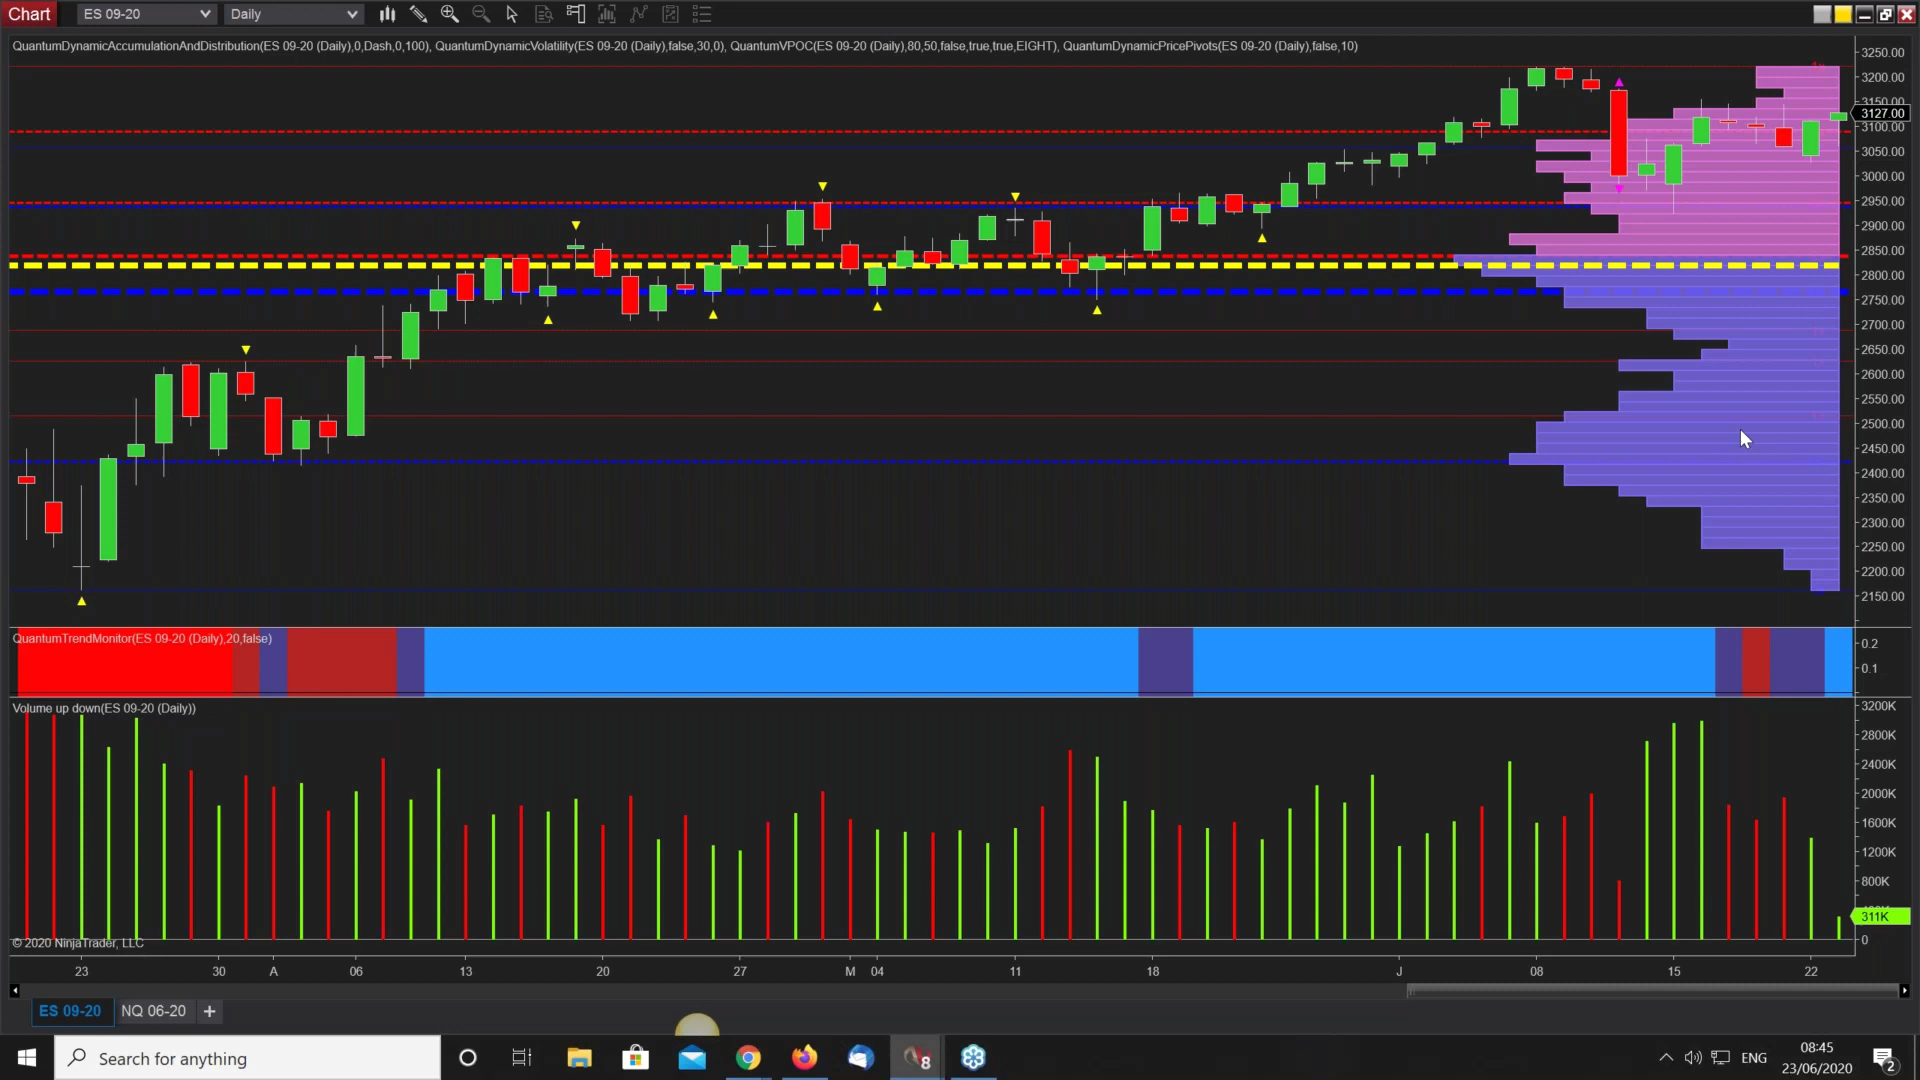 Chart ES 09-20 Daily
QuantumDynamicAccumulationAndDistribution(ES 09-20 (Daily),0,Dash,0,100), QuantumDynamicVolatility(ES 09-20 (Daily),false,30,0), QuantumVPOC(ES 09-20 (Daily),80,50,false,true,true,EIGHT), QuantumDynamicPricePivots(ES 09-20 (Daily),false,10)
3250.00
3200.00
3150.00
3127.00
3100.00
3050.00
3000.00
2950.00
2900.00
2850.00
2800.00
2750.00
2700.00
2650.00
2600.00
2550.00
2500.00
2450.00
2400.00
2350.00
2300.00
2250.00
2200.00
2150.00
QuantumTrendMonitor(ES 09-20 (Daily),20,false)
0.2
0.1
Volume up down(ES 09-20 (Daily))
3200K
2800K
2400K
2000K
1600K
1200K
800K
311K
0
© 2020 NinjaTrader, LLC
23 30 A 06 13 20 27 M 04 11 18 J 08 15 22
ES 09-20 NQ 06-20 +
Search for anything
8
ENG
08:45
23/06/2020
2